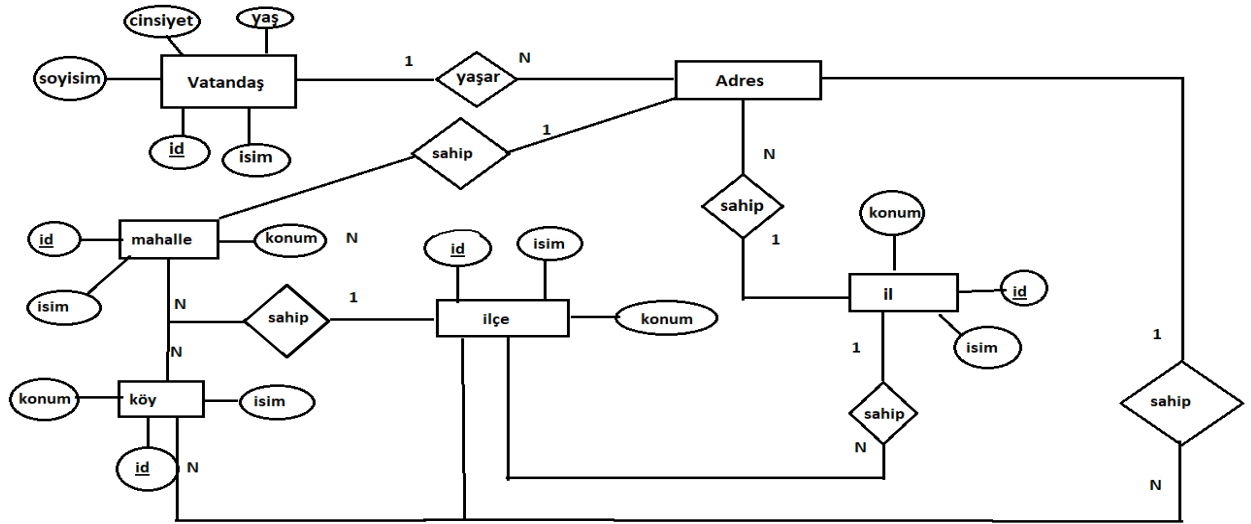 cinsiyet
yaş
soyisim
Vatandaş
1
yaşar
N
Adres
id
isim
sahip
1
N
sahip
1
konum
id
mahalle
konum
N
id
isim
isim
N
sahip
1
ilçe
konum
il
id
isim
N
1
1
konum
köy
isim
sahip
sahip
id
N
N
N